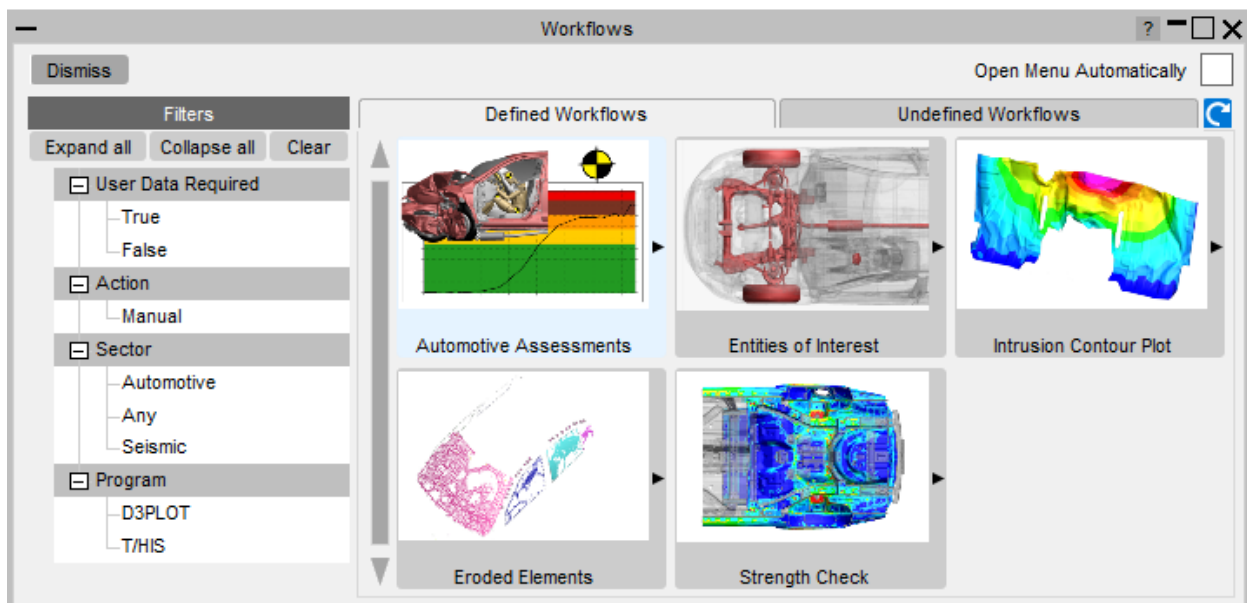 Workflows
?
Dismiss
Open Menu Automatically
Filters
Expand all Collapse all Clear
User Data Required
True
False
Action
Manual
Sector
Automotive
Any
Seismic
Program
D3PLOT
T/HIS
Defined Workflows Undefined Workflows
Automotive Assessments Entities of Interest Intrusion Contour Plot
Eroded Elements Strength Check